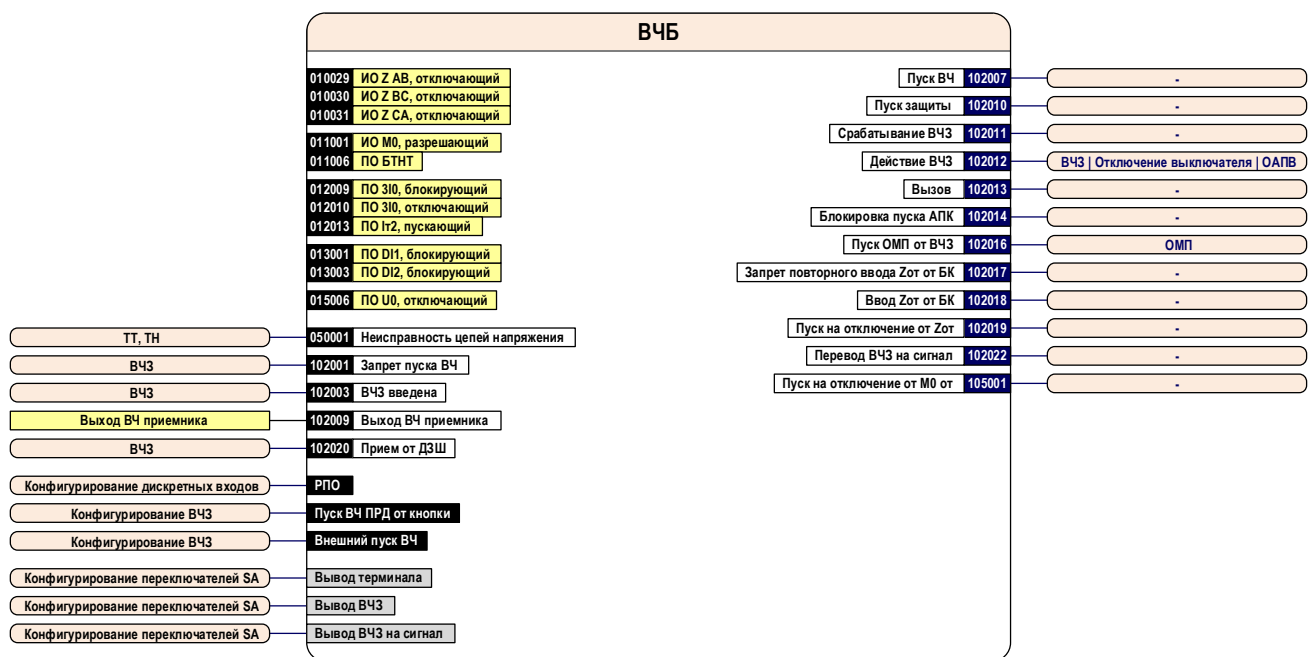 ВЧБ
010029 ИО Z АВ, отключающий
010030 ИО Z ВС, отключающий
010031 ИО Z СА, отключающий
011001 ИО М0, разрешающий
011006 ПО БТНТ
012009 ПО 3I0, блокирующий
012010 ПО 3I0, отключающий
012013 ПО Iт2, пускающий
013001 ПО DI1, блокирующий
013003 ПО DI2, блокирующий
015006 ПО U0, отключающий
ТТ, ТН 050001 Неисправность цепей напряжения
ВЧЗ 102001 Запрет пуска ВЧ
ВЧЗ 102003 ВЧЗ введена
Выход ВЧ приемника 102009 Выход ВЧ приемника
ВЧЗ 102020 Прием от ДЗШ
Конфигурирование дискретных входов РПО
Конфигурирование ВЧЗ Пуск ВЧ ПРД от кнопки
Конфигурирование ВЧЗ Внешний пуск ВЧ
Конфигурирование переключателей SA Вывод терминала
Конфигурирование переключателей SA Вывод ВЧЗ
Конфигурирование переключателей SA Вывод ВЧЗ на сигнал
Пуск ВЧ 102007 -
Пуск защиты 102010 -
Срабатывание ВЧЗ 102011 -
Действие ВЧЗ 102012 ВЧЗ | Отключение выключателя | ОАПВ
Вызов 102013 -
Блокировка пуска АПК 102014 -
Пуск ОМП от ВЧЗ 102016 ОМП
Запрет повторного ввода Zот от БК 102017 -
Ввод Zот от БК 102018 -
Пуск на отключение от Zот 102019 -
Перевод ВЧЗ на сигнал 102022 -
Пуск на отключение от М0 от 105001 -